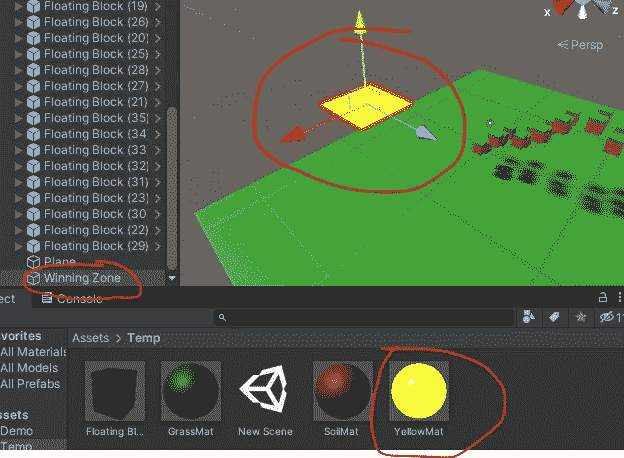 Floating Block (19)
Floating Block (26)
Floating Block (20)
Floating Block (25)
Floating Block (28)
Floating Block (27)
Floating Block (21)
Floating Block (35)
Floating Block (34)
Floating Block (33)
Floating Block (32)
Floating Block (31)
Floating Block (23)
Floating Block (30
Floating Block (22)
Floating Block (29)
Plane
Winning Zone
x
z
< Persp
ect
Console
11
avorites
All Materials
All Models
All Prefabs
ssets
Demo
Temp
Assets > Temp
Floating Bl...
GrassMat
New Scene
SoilMat
YellowMat